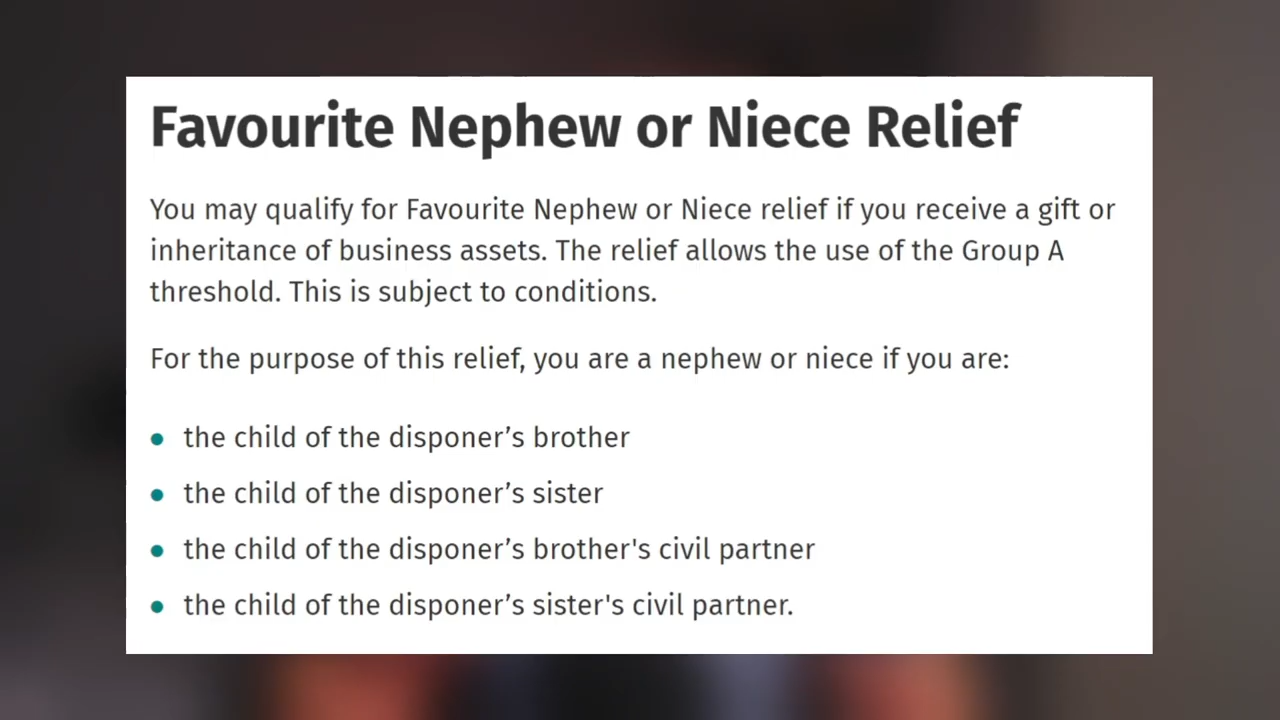 Favourite Nephew or Niece Relief
You may qualify for Favourite Nephew or Niece relief if you receive a gift or
inheritance of business assets. The relief allows the use of the Group A
threshold. This is subject to conditions.
For the purpose of this relief, you are a nephew or niece if you are:
• the child of the disponer’s brother
• the child of the disponer’s sister
• the child of the disponer’s brother's civil partner
• the child of the disponer’s sister's civil partner.